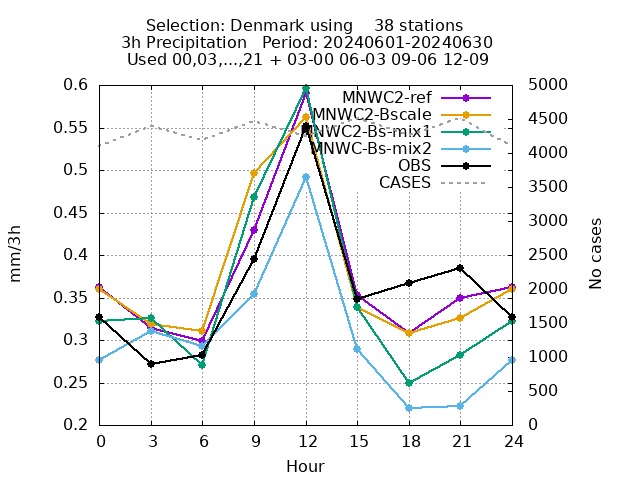 Selection: Denmark using 38 stations
3h Precipitation Period: 20240601-20240630
Used 00,03,...,21 + 03-00 06-03 09-06 12-09
MNWC2-ref
MNWC2-Bscale
MNWC2-Bs-mix1
MNWC-Bs-mix2
OBS
CASES
mm/3h
0.6
0.55
0.5
0.45
0.4
0.35
0.3
0.25
0.2
5000
4500
4000
3500
3000
2500
2000
1500
1000
500
0
No cases
0 3 6 9 12 15 18 21 24
Hour